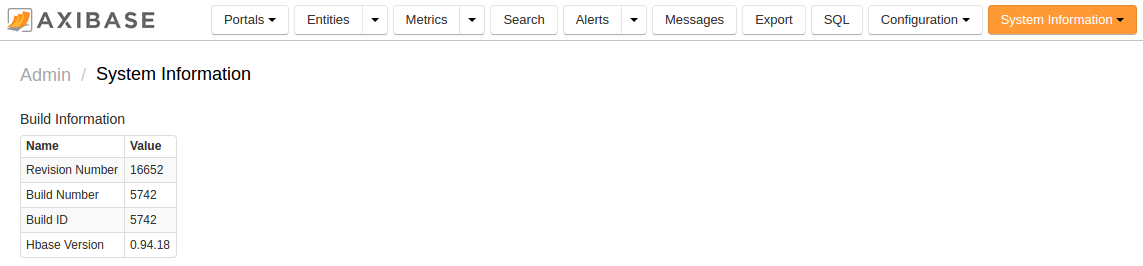 AXIBASE Portals Entities Metrics Search Alerts Messages Export SQL Configuration System Information
Admin / System Information
Build Information
Name Value
Revision Number 16652
Build Number 5742
Build ID 5742
Hbase Version 0.94.18